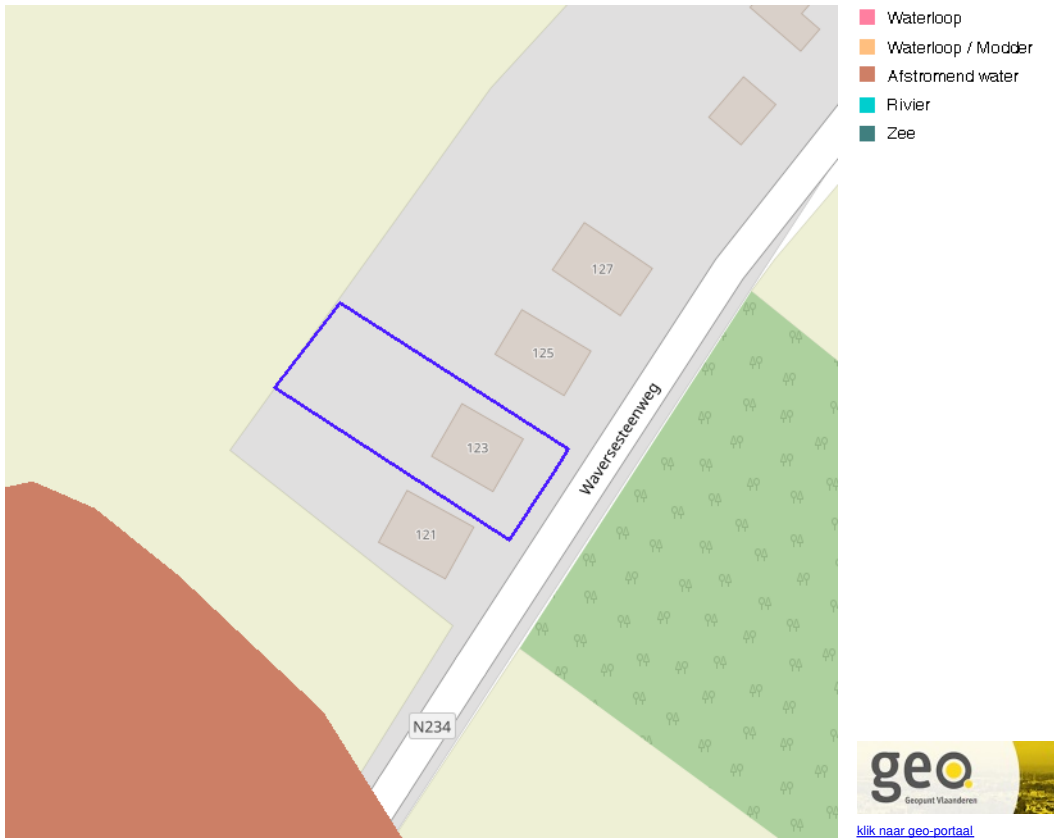 Waterloop
Waterloop / Modder
Afstromend water
Rivier
Zee
127
125
123
121
Waversesteenweg
N234
geo
Geopunt Vlaanderen
klik naar geo-portaal